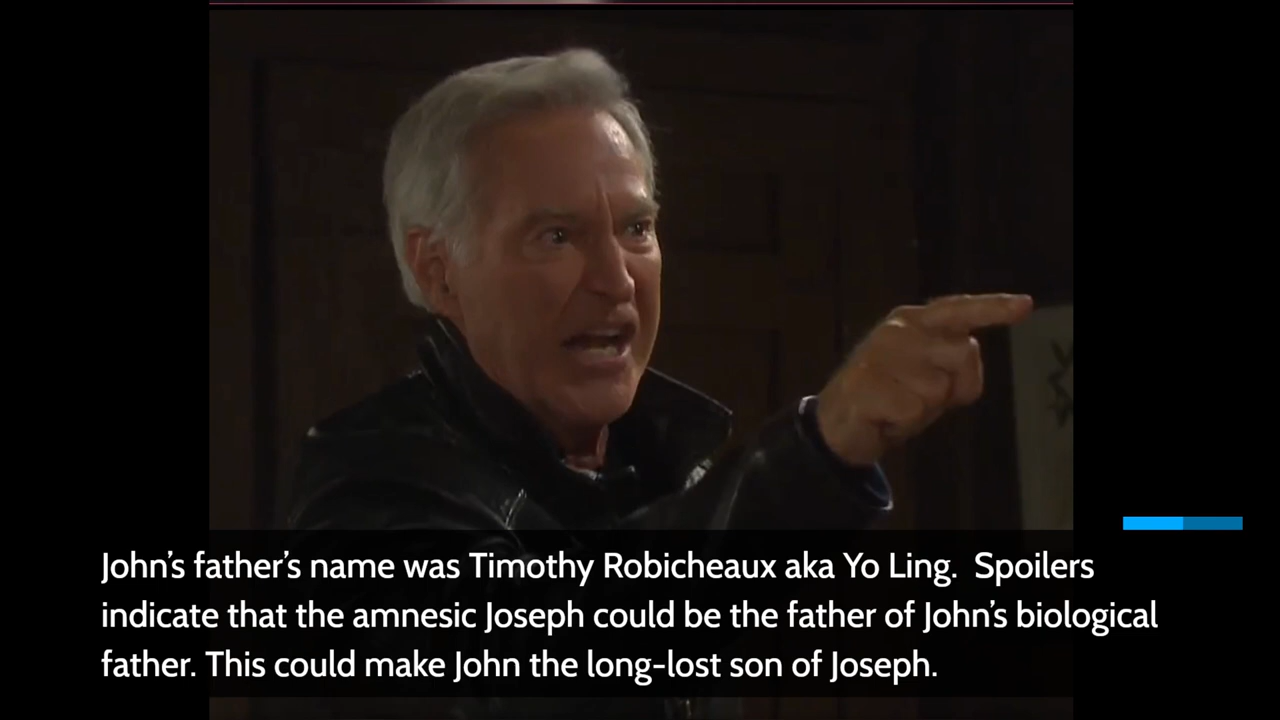 John’s father’s name was Timothy Robicheaux aka Yo Ling.  Spoilers
indicate that the amnesic Joseph could be the father of John’s biological
father. This could make John the long-lost son of Joseph.